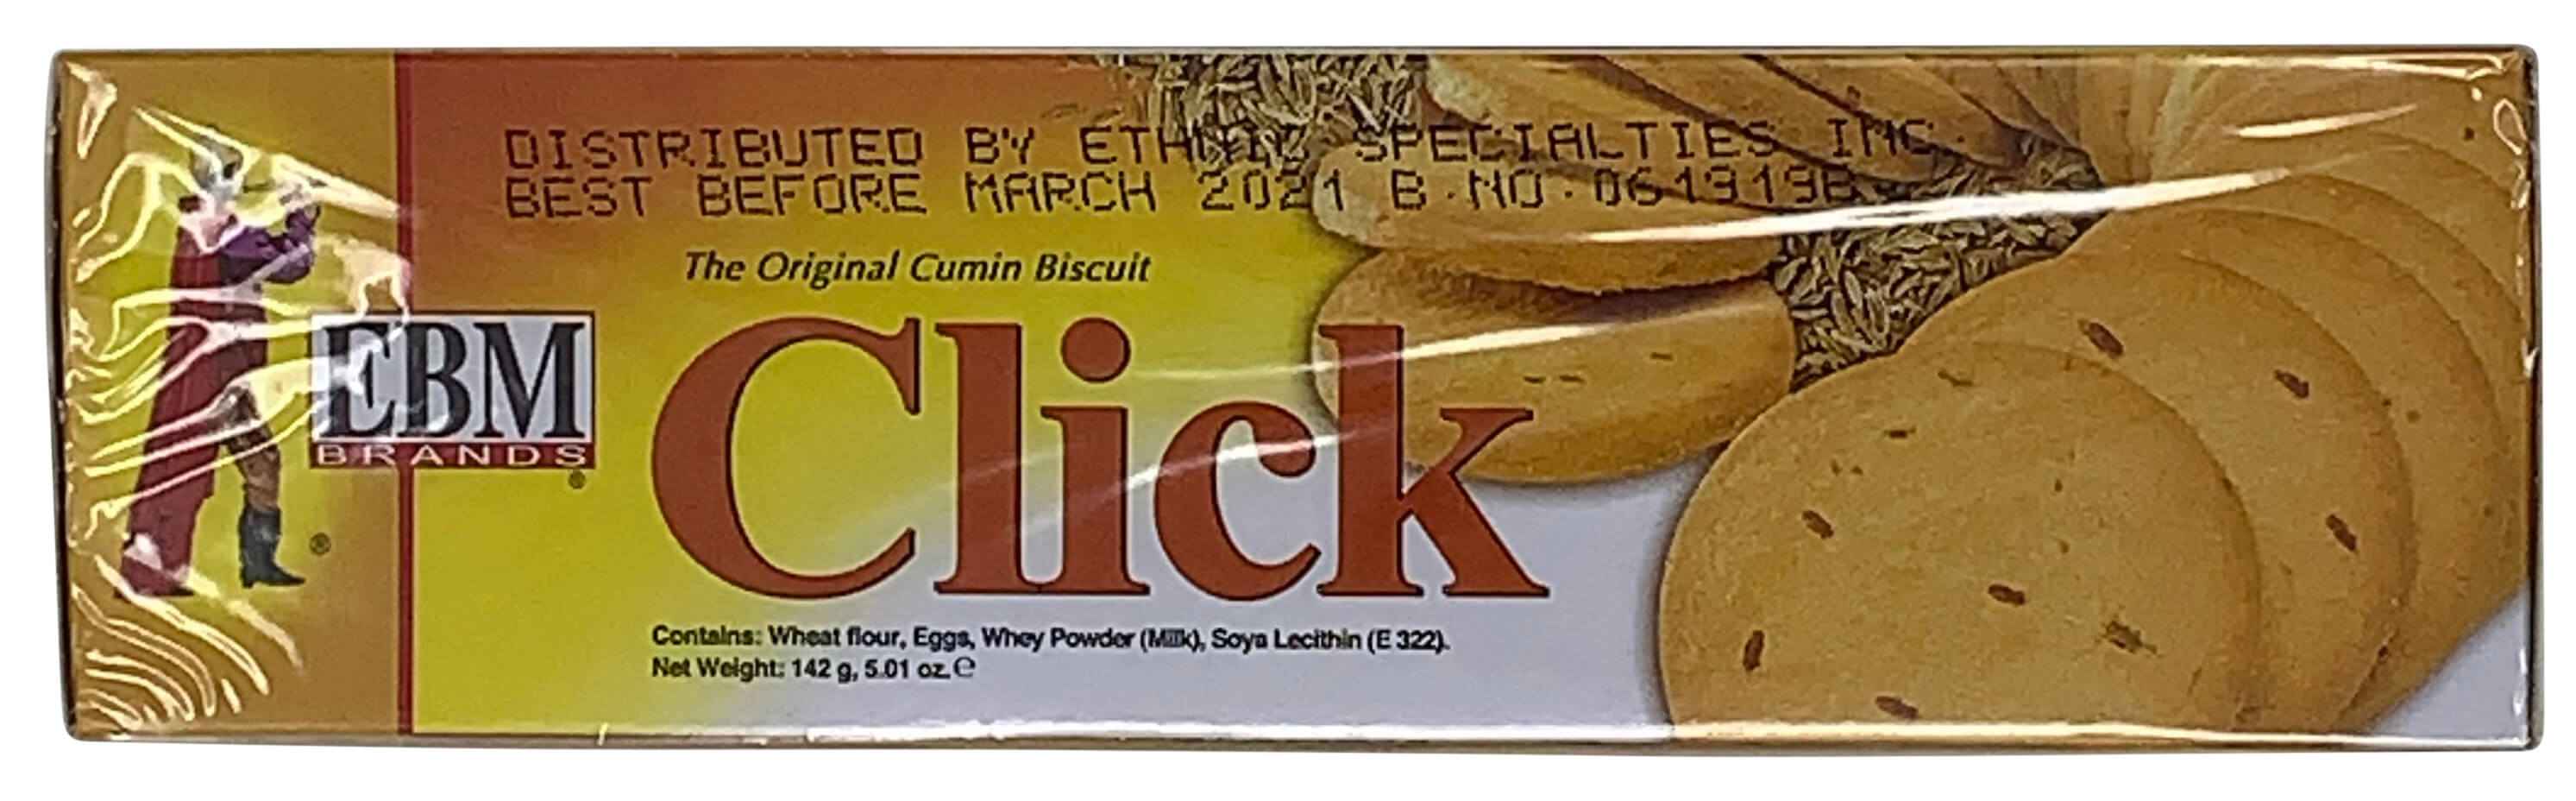 DISTRIBUTED BY ETHNIC SPECIALTIES INC.
BEST BEFORE MARCH 2021 B.NO.061919B
The Original Cumin Biscuit
EBM
BRANDS
®
®
Click
Contains: Wheat flour, Eggs, Whey Powder (Milk), Soya Lecithin (E 322).
Net Weight: 142 g, 5.01 oz. ℮